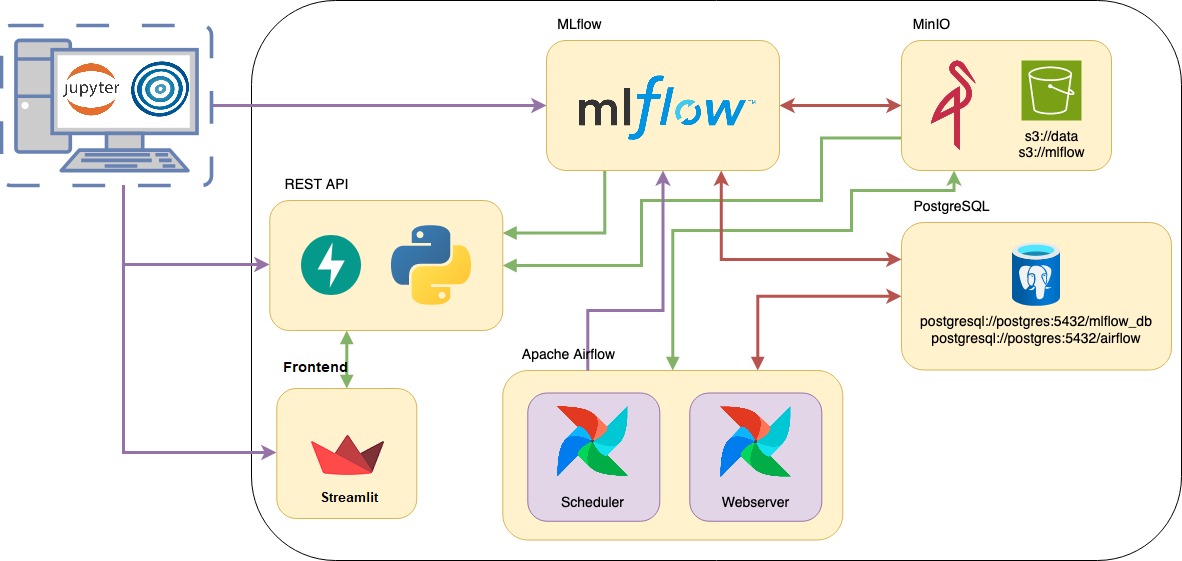 MLflow
MinIO
jupyter
mlflow™
s3://data
s3://mlflow
REST API
PostgreSQL
postgresql://postgres:5432/mlflow_db
postgresql://postgres:5432/airflow
Apache Airflow
Frontend
Scheduler
Webserver
Streamlit